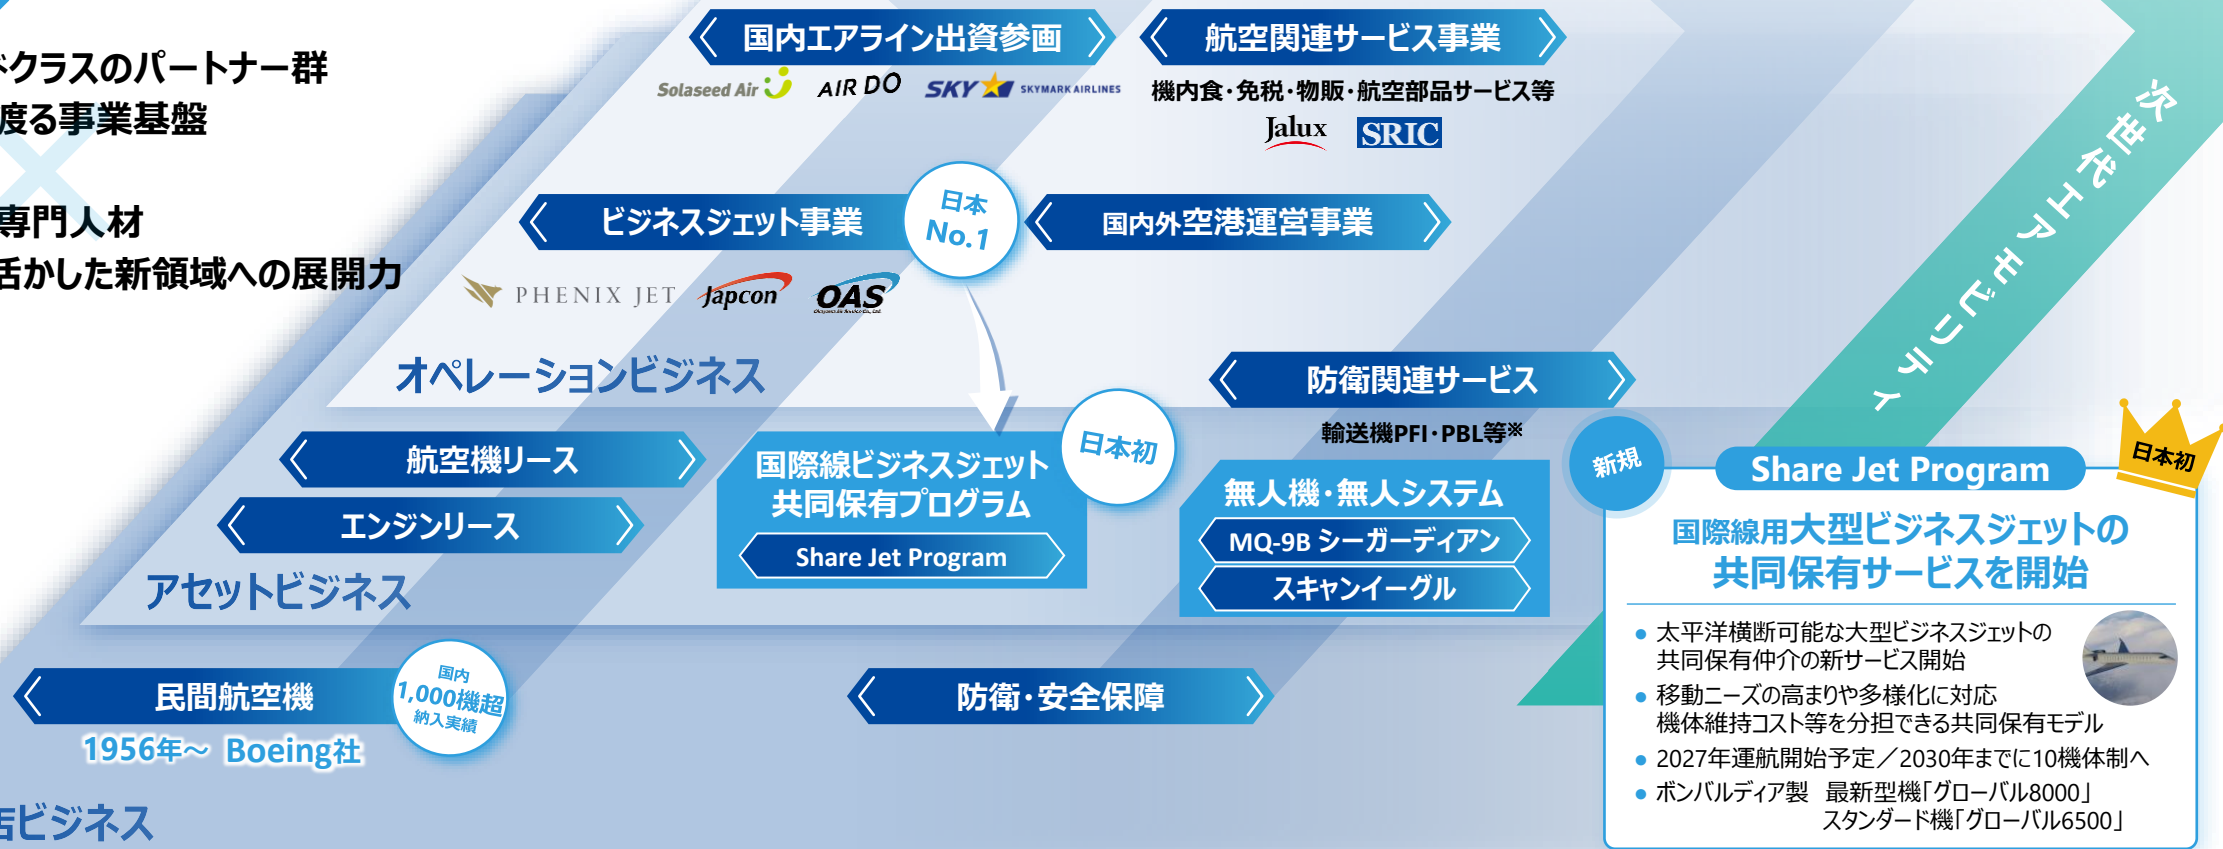 ドクラスのパートナー群
渡る事業基盤
専門人材
活かした新領域への展開力
国内エアライン出資参画
Solaseed Air
AIR DO
SKY SKYMARK AIRLINES
航空関連サービス事業
機内食・免税・物販・航空部品サービス等
Jalux
SRIC
ビジネスジェット事業
日本
No.1
国内外空港運営事業
PHENIX JET
Japcon
OAS
オペレーションビジネス
次世代エアモビリティ
防衛関連サービス
輸送機PFI・PBL等※
航空機リース
エンジンリース
アセットビジネス
国際線ビジネスジェット
共同保有プログラム
Share Jet Program
日本初
無人機・無人システム
MQ-9B シーガーディアン
スキャンイーグル
新規
Share Jet Program
日本初
国際線用大型ビジネスジェットの
共同保有サービスを開始
● 太平洋横断可能な大型ビジネスジェットの
共同保有仲介の新サービス開始
● 移動ニーズの高まりや多様化に対応
機体維持コスト等を分担できる共同保有モデル
● 2027年運航開始予定／2030年までに10機体制へ
● ボンバルディア製 最新型機「グローバル8000」
スタンダード機「グローバル6500」
民間航空機
国内
1,000機超
納入実績
1956年～ Boeing社
防衛・安全保障
店ビジネス